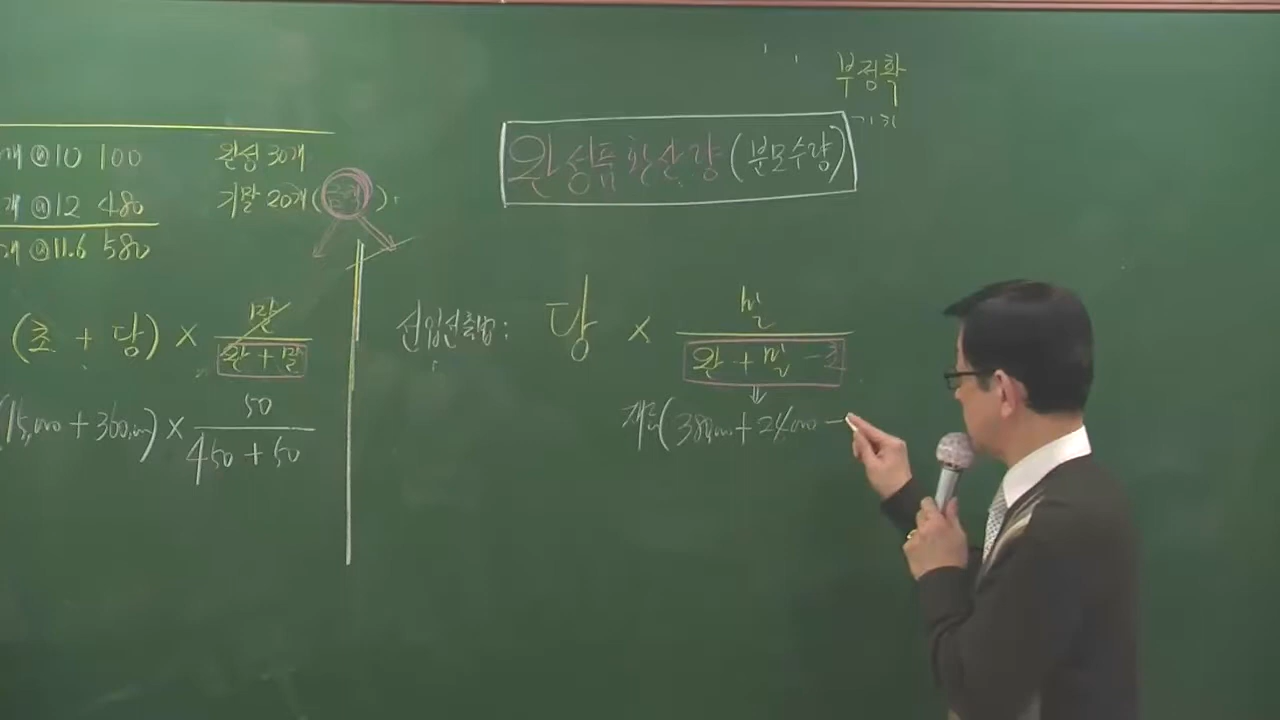 부정확
완성품환산량(분모수량)
개 @10 100
개 @12 480
개 @11.6 580
완성 30개
기말 20개( )
(초 + 당) × 말
완 + 말
(15,000 + 360,000) × 50
450 + 50
선입선출법 : 당 × 말
완 + 말 - 초
재료(380,000 + 24,000 -